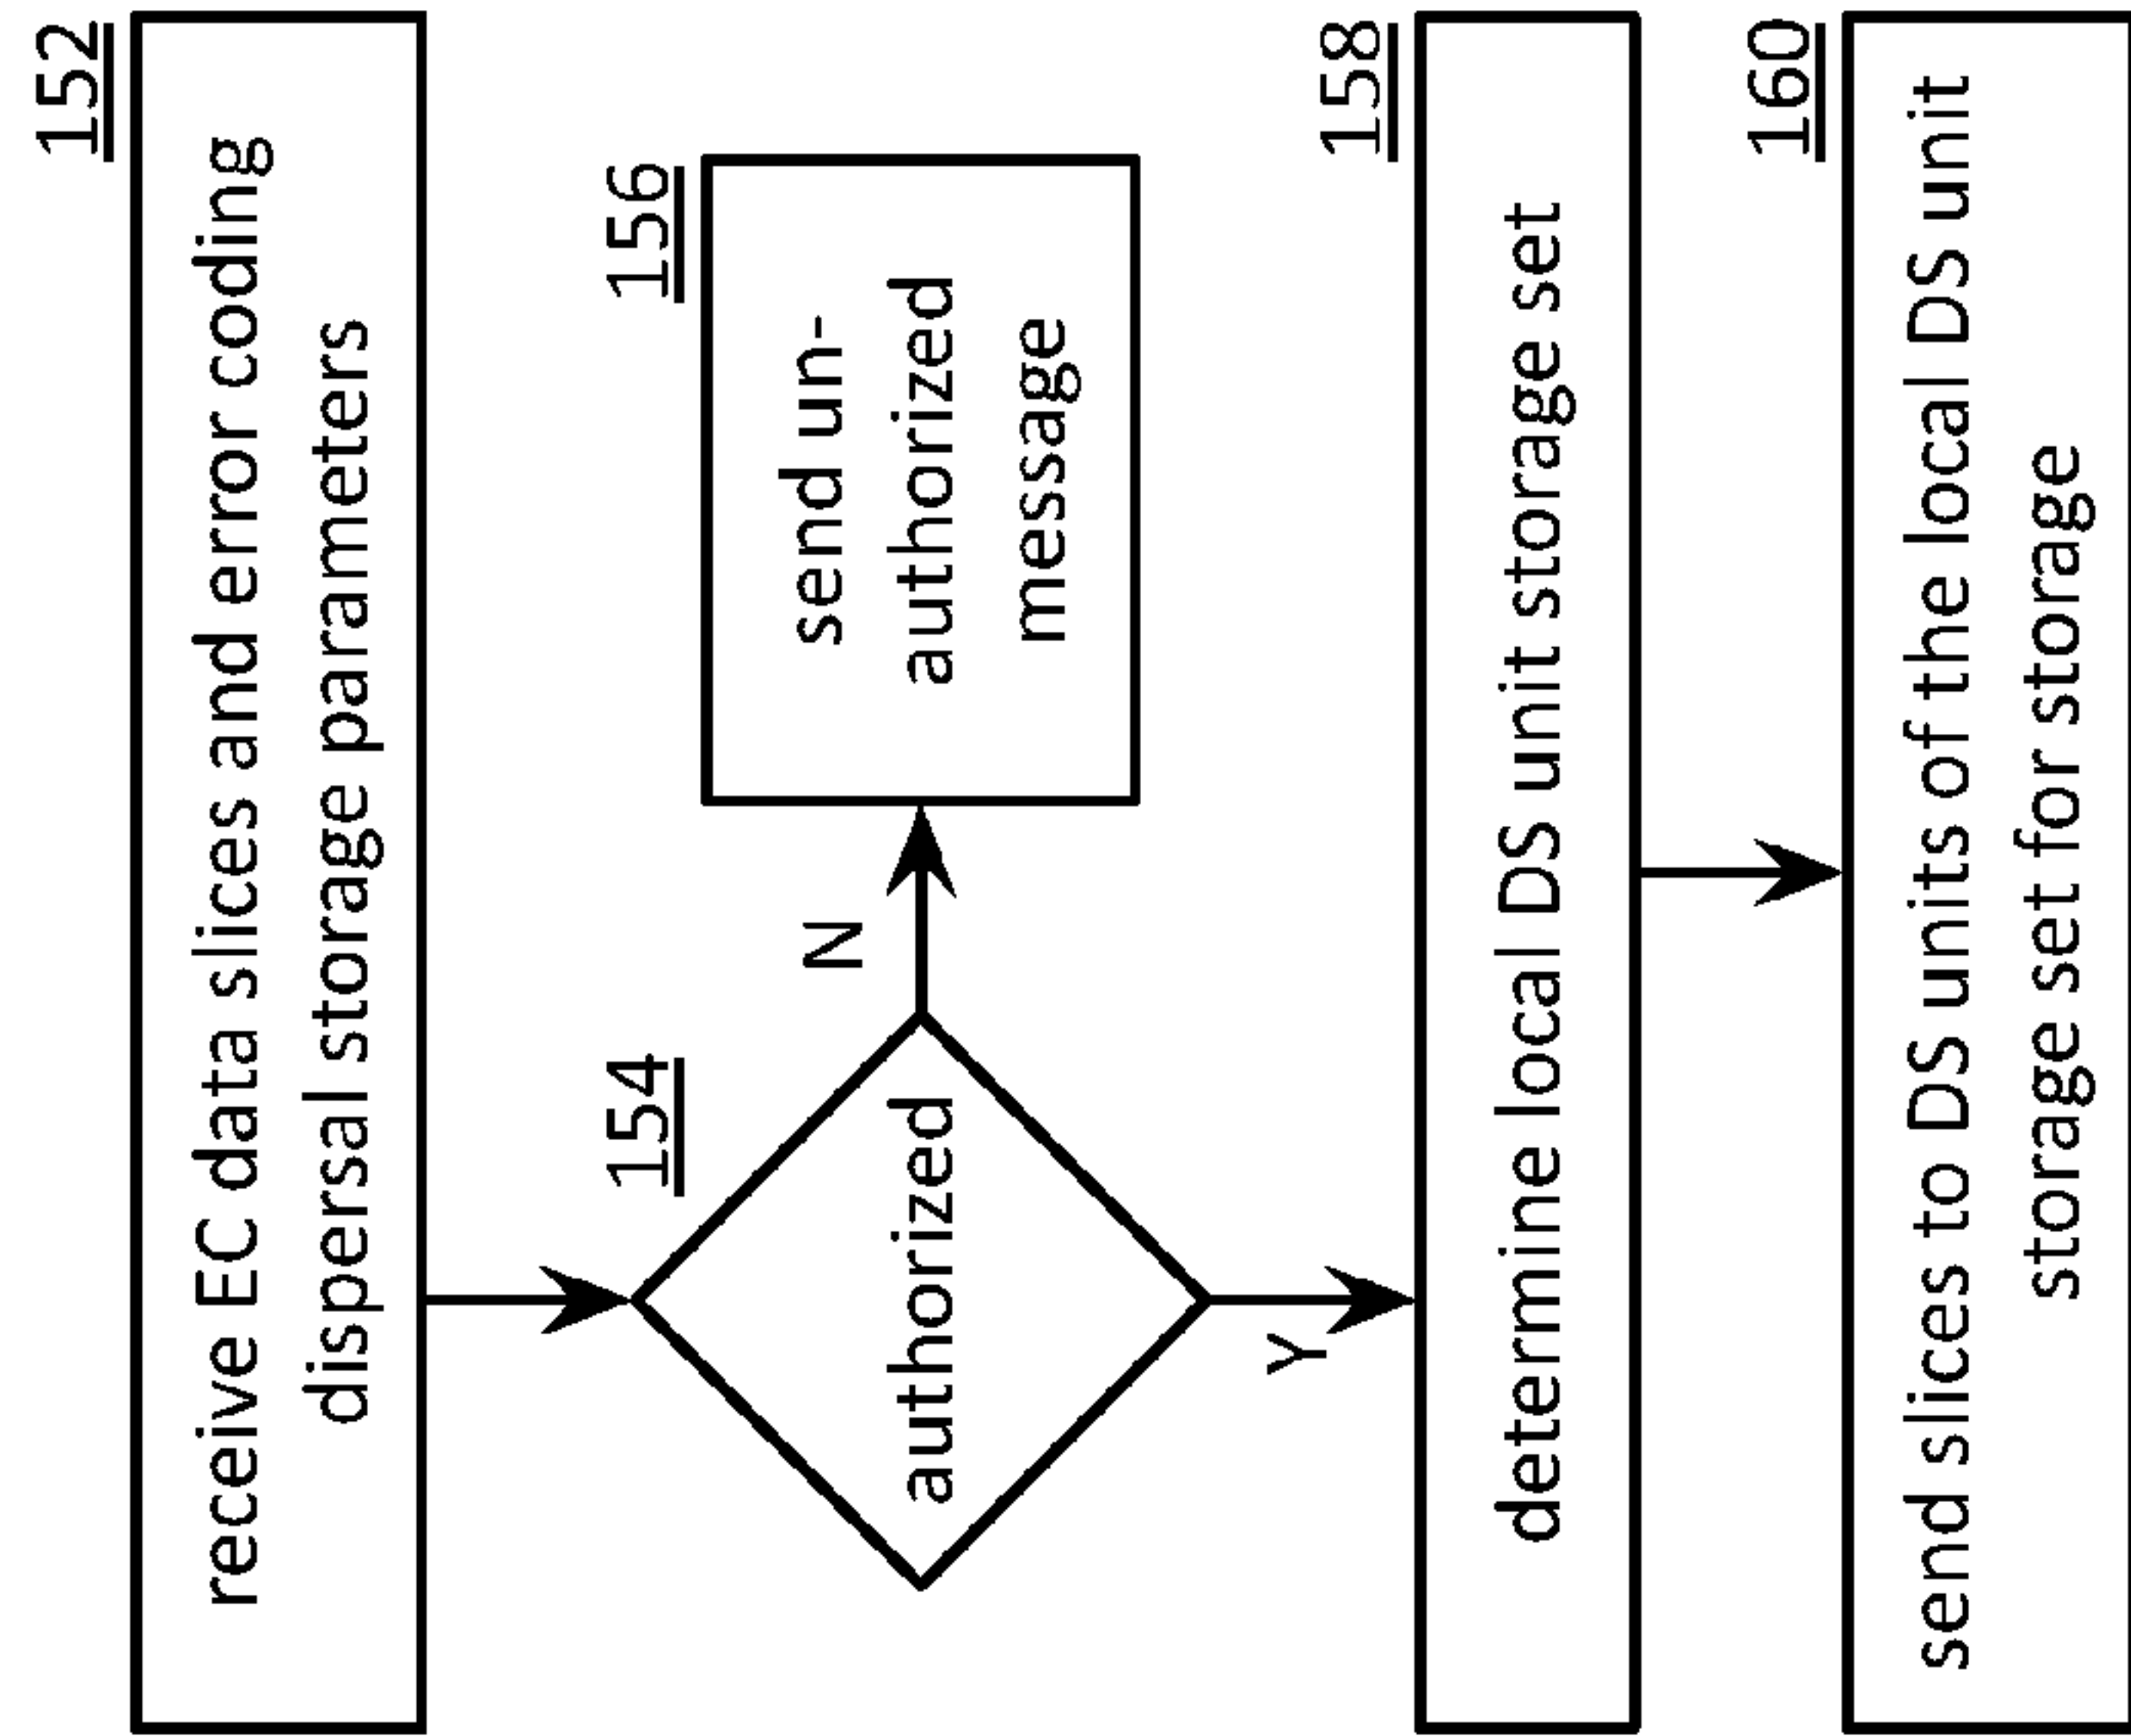 152
receive EC data slices and error coding
dispersal storage parameters
154
authorized
N
156
send un-
authorized
message
Y
158
determine local DS unit storage set
160
send slices to DS units of the local DS unit
storage set for storage